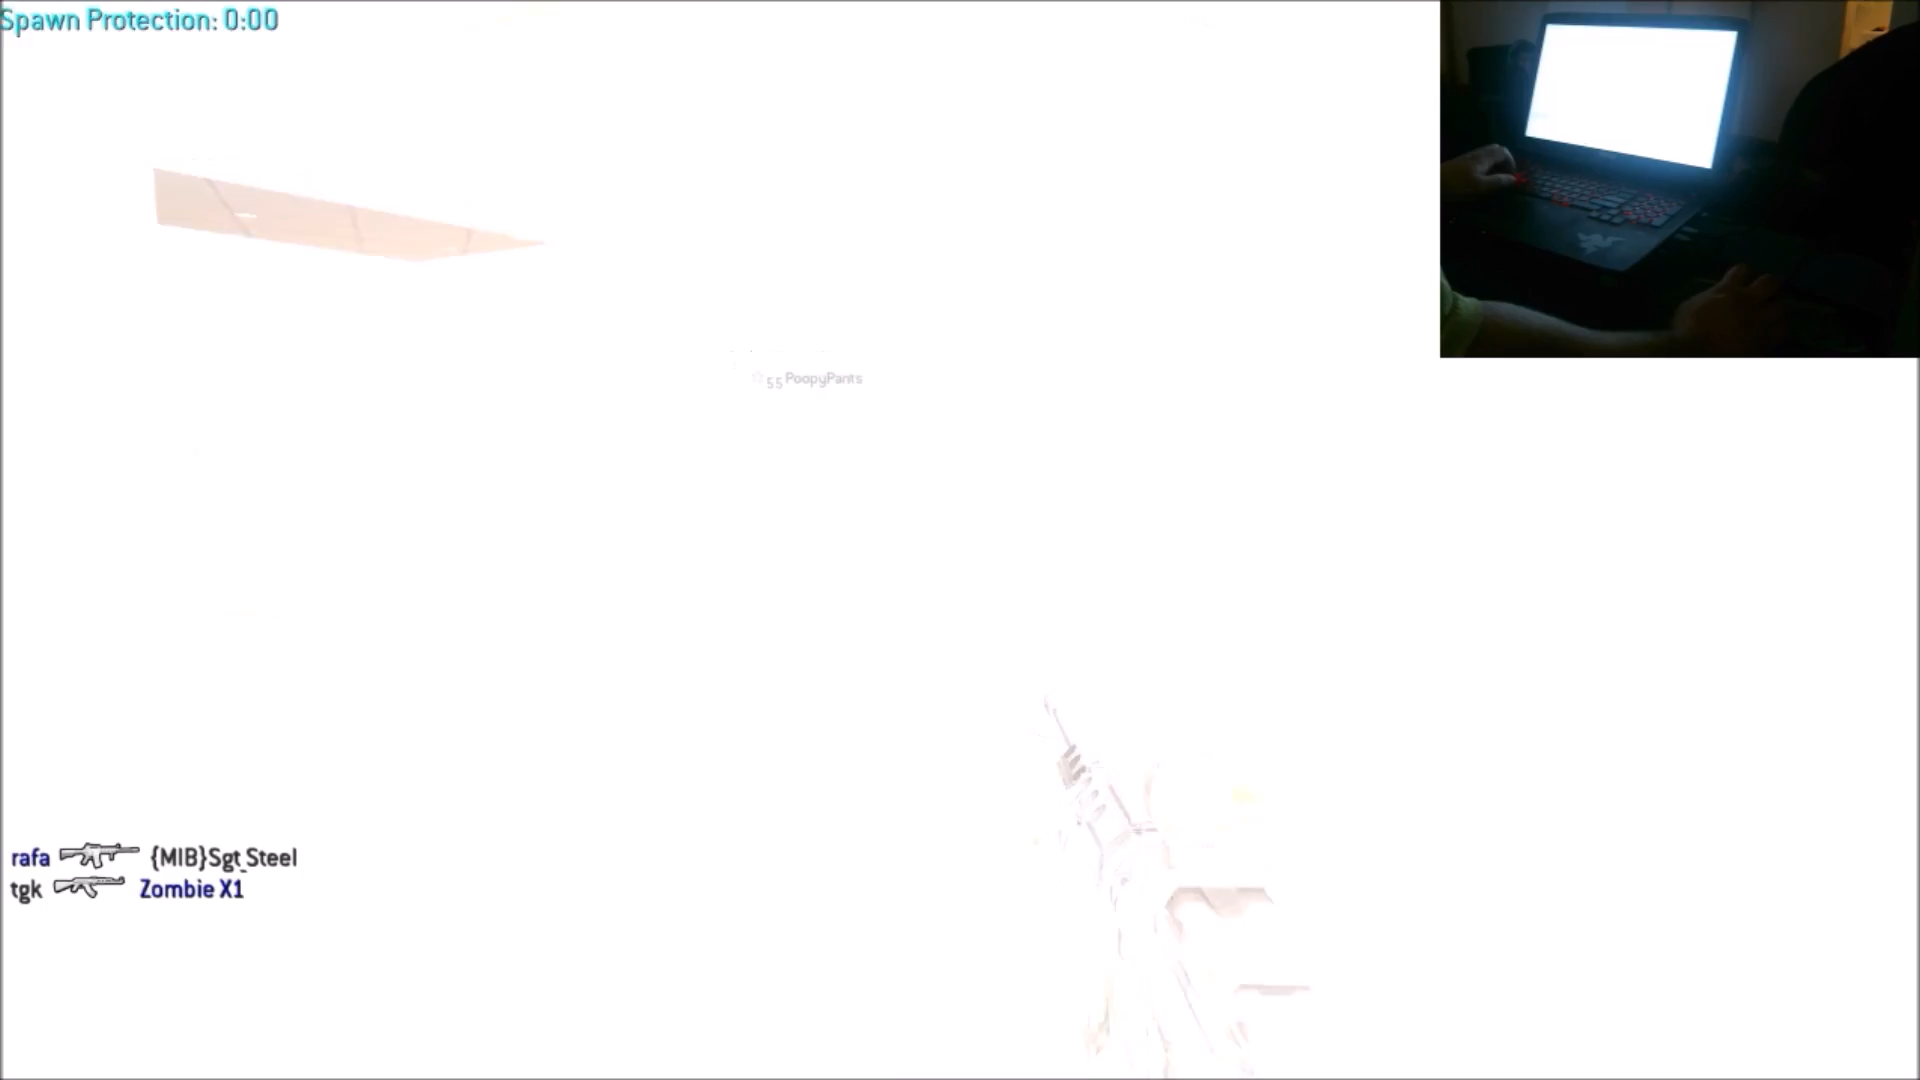 Spawn Protection: 0:00
55 PoopyPants
rafa {MIB}Sgt_Steel
tgk Zombie X1